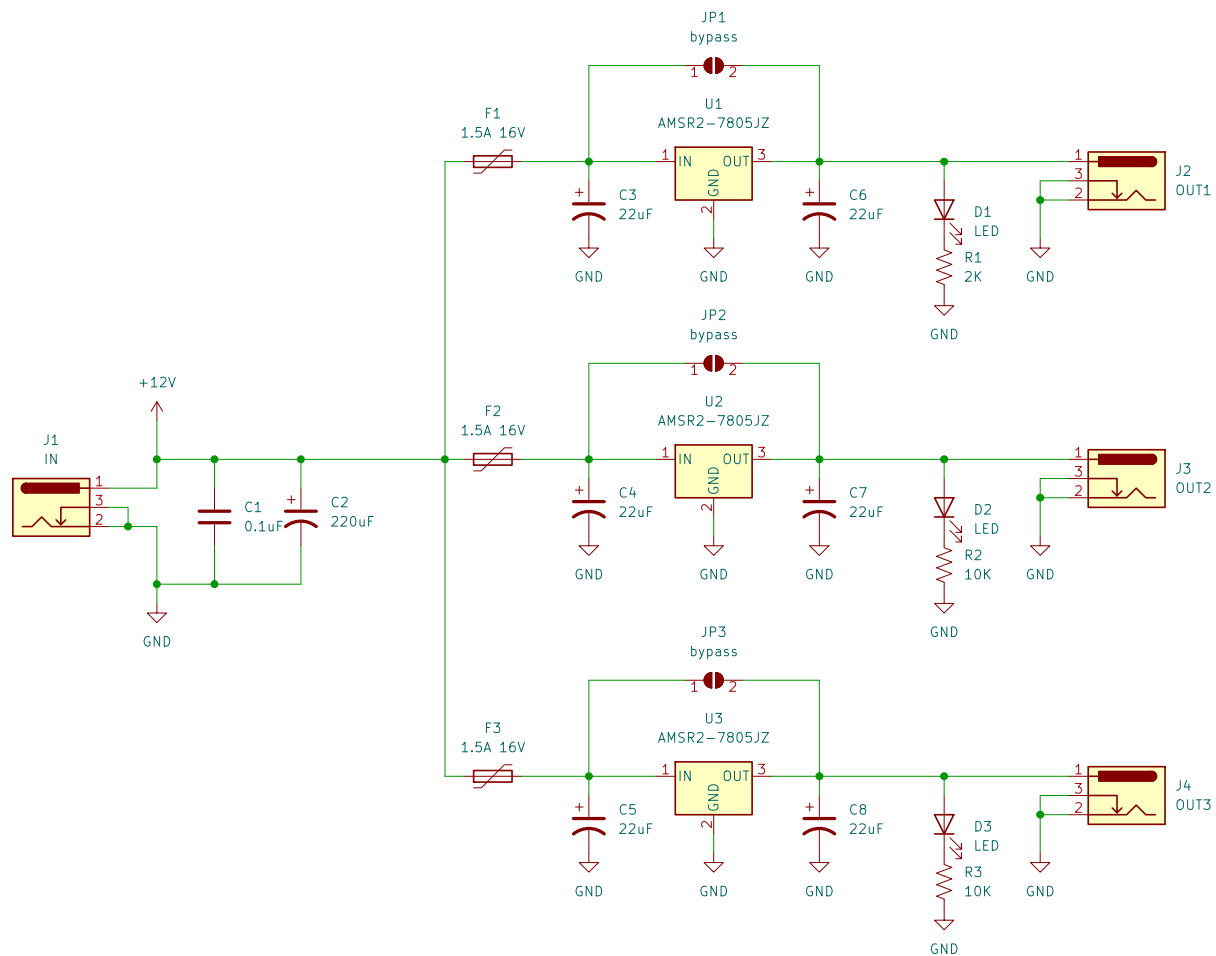 JP1
bypass
1 2
U1
AMSR2-7805JZ
F1
1.5A 16V
1 IN OUT 3
GND
2
+ C3
22uF
GND
GND
+ C6
22uF
GND
D1
LED
R1
2K
GND
1
3
2
J2
OUT1
GND
JP2
bypass
1 2
U2
AMSR2-7805JZ
F2
1.5A 16V
1 IN OUT 3
GND
2
+ C4
22uF
GND
GND
+ C7
22uF
GND
D2
LED
R2
10K
GND
1
3
2
J3
OUT2
GND
+12V
J1
IN
1
3
2
C1
0.1uF
+ C2
220uF
GND
JP3
bypass
1 2
U3
AMSR2-7805JZ
F3
1.5A 16V
1 IN OUT 3
GND
2
+ C5
22uF
GND
GND
+ C8
22uF
GND
D3
LED
R3
10K
GND
1
3
2
J4
OUT3
GND